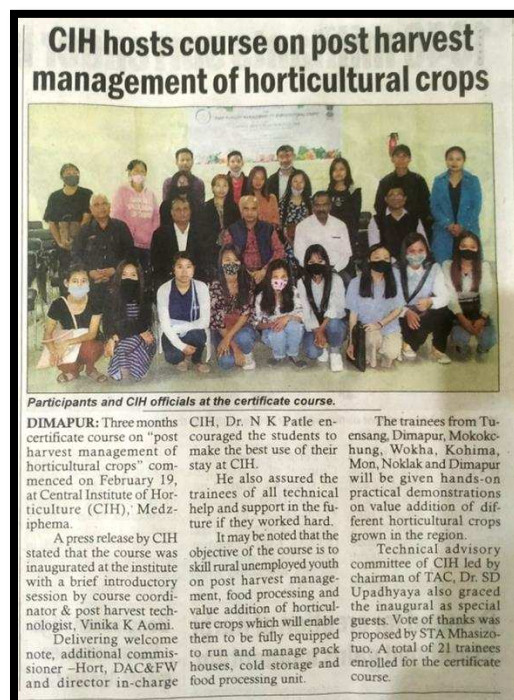 CIH hosts course on post harvest
management of horticultural crops
Participants and CIH officials at the certificate course.
DIMAPUR: Three months
certificate course on "post
harvest management of
horticultural crops" com-
menced on February 19,
at Central Institute of Hor-
ticulture (CIH), Medz-
iphema.
A press release by CIH
stated that the course was
inaugurated at the institute
with a brief introductory
session by course coordi-
nator & post harvest tech-
nologist, Vinika K Aomi.
Delivering welcome
note, additional commis-
sioner –Hort, DAC&FW
and director in-charge
CIH, Dr. N K Patle en-
couraged the students to
make the best use of their
stay at CIH.
He also assured the
trainees of all technical
help and support in the fu-
ture if they worked hard.
It may be noted that the
objective of the course is to
skill rural unemployed youth
on post harvest manage-
ment, food processing and
value addition of horticul-
ture crops which will enable
them to be fully equipped
to run and manage pack
houses, cold storage and
food processing unit.
The trainees from Tu-
ensang, Dimapur, Mokokc-
hung, Wokha, Kohima,
Mon, Noklak and Dimapur
will be given hands-on
practical demonstrations
on value addition of dif-
ferent horticultural crops
grown in the region.
Technical advisory
committee of CIH led by
chairman of TAC, Dr. SD
Upadhyaya also graced
the inaugural as special
guests. Vote of thanks was
proposed by STA Mhasizo-
tuo. A total of 21 trainees
enrolled for the certificate
course.